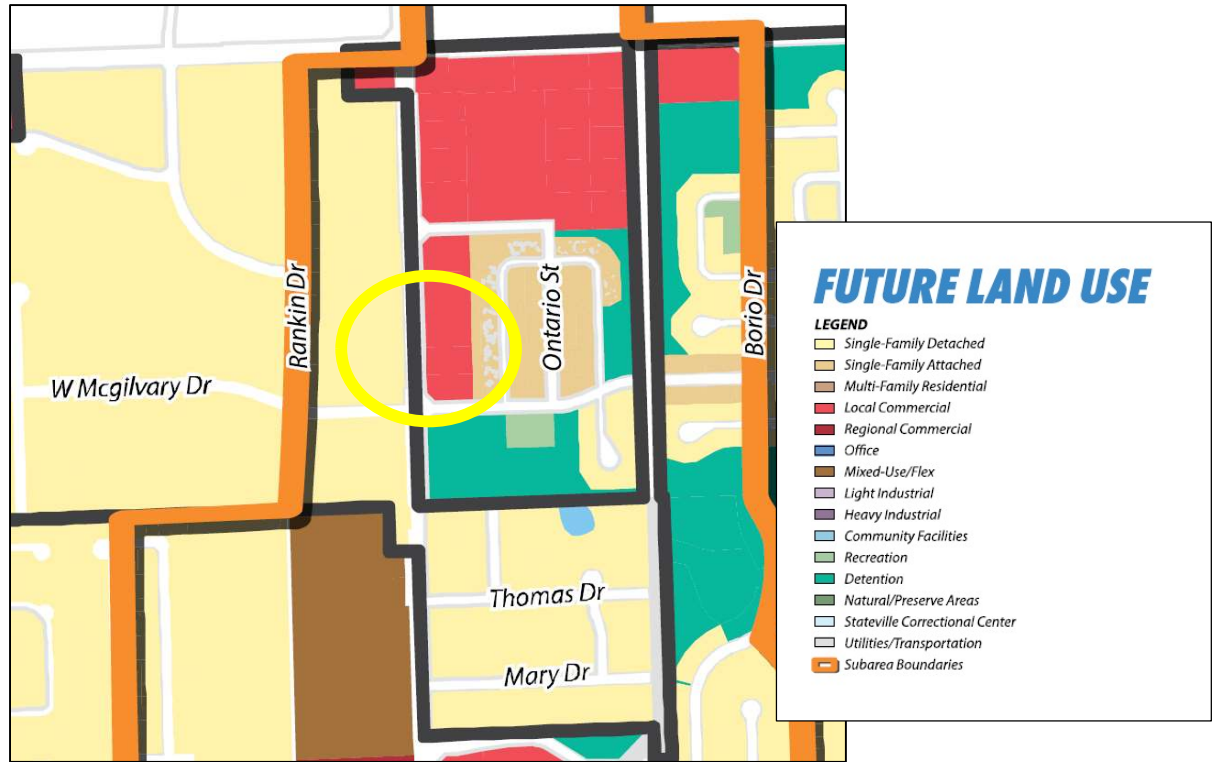 Rankin Dr
W Mcgilvary Dr
Ontario St
Borio Dr
Thomas Dr
Mary Dr
FUTURE LAND USE
LEGEND
Single-Family Detached
Single-Family Attached
Multi-Family Residential
Local Commercial
Regional Commercial
Office
Mixed-Use/Flex
Light Industrial
Heavy Industrial
Community Facilities
Recreation
Detention
Natural/Preserve Areas
Stateville Correctional Center
Utilities/Transportation
Subarea Boundaries